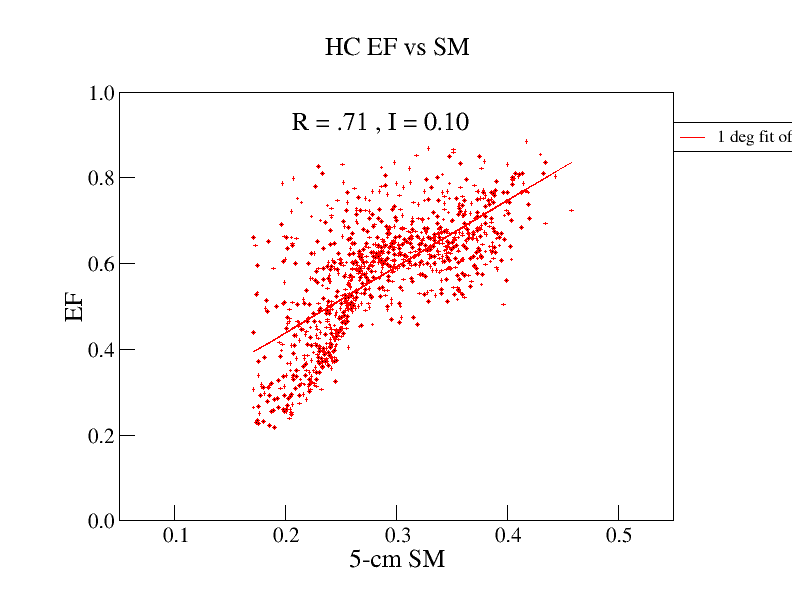 HC EF vs SM
R = .71 , I = 0.10
1 deg fit of
1.0
0.8
0.6
0.4
0.2
0.0
EF
0.1 0.2 0.3 0.4 0.5
5-cm SM